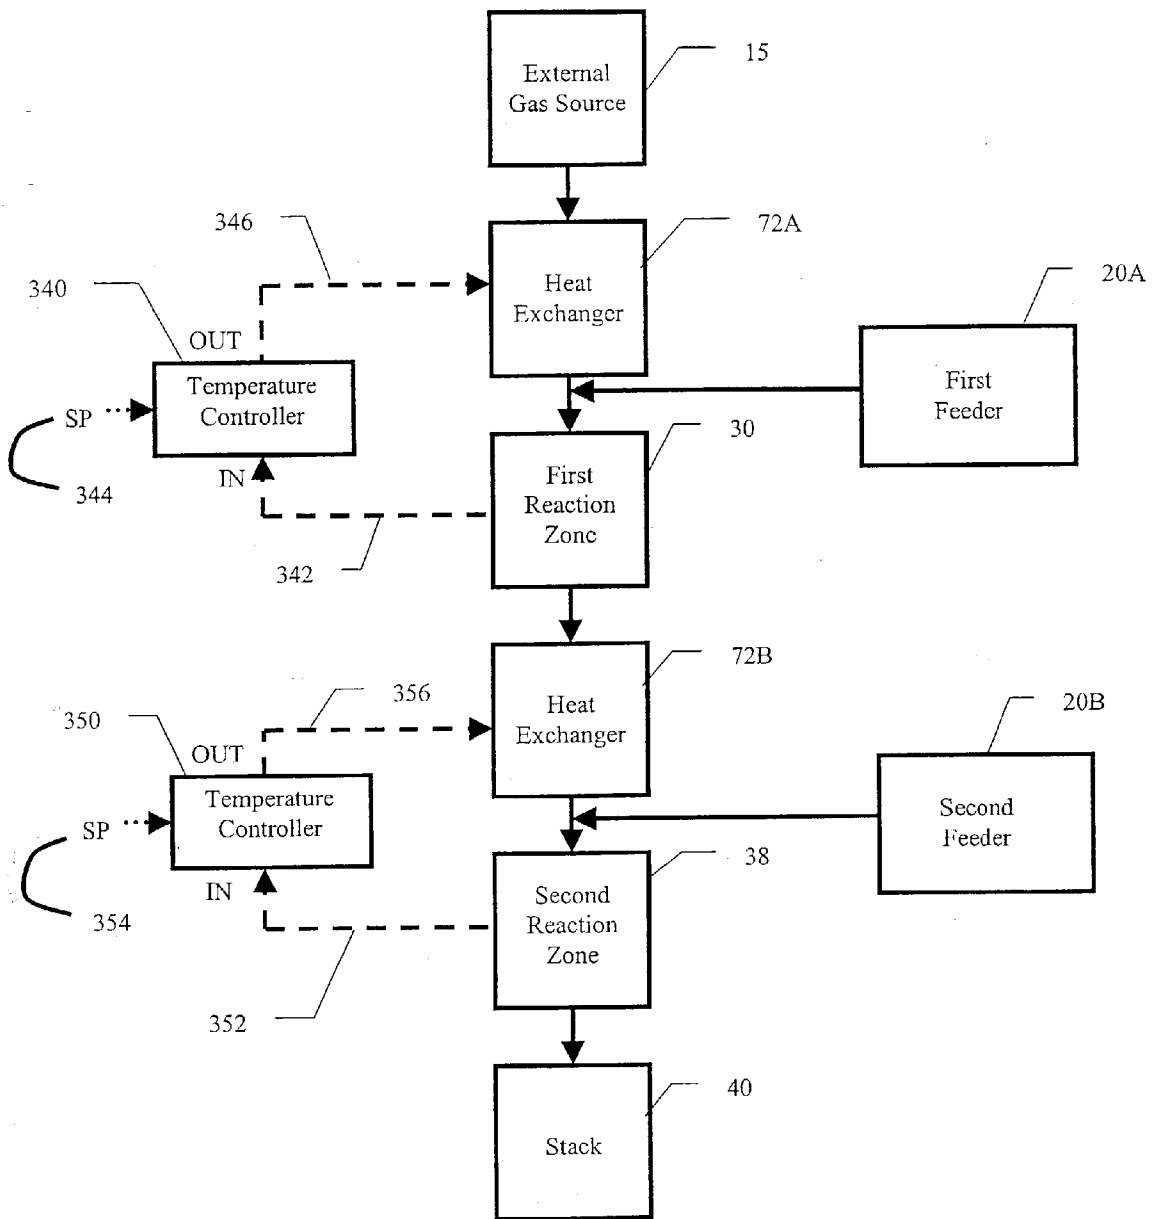 15
External
Gas Source
346
72A
340
Heat
Exchanger
20A
OUT
Temperature
Controller
First
Feeder
SP
30
344
IN
First
Reaction
Zone
342
72B
356
350
Heat
Exchanger
20B
OUT
Temperature
Controller
Second
Feeder
SP
38
354
IN
Second
Reaction
Zone
352
40
Stack